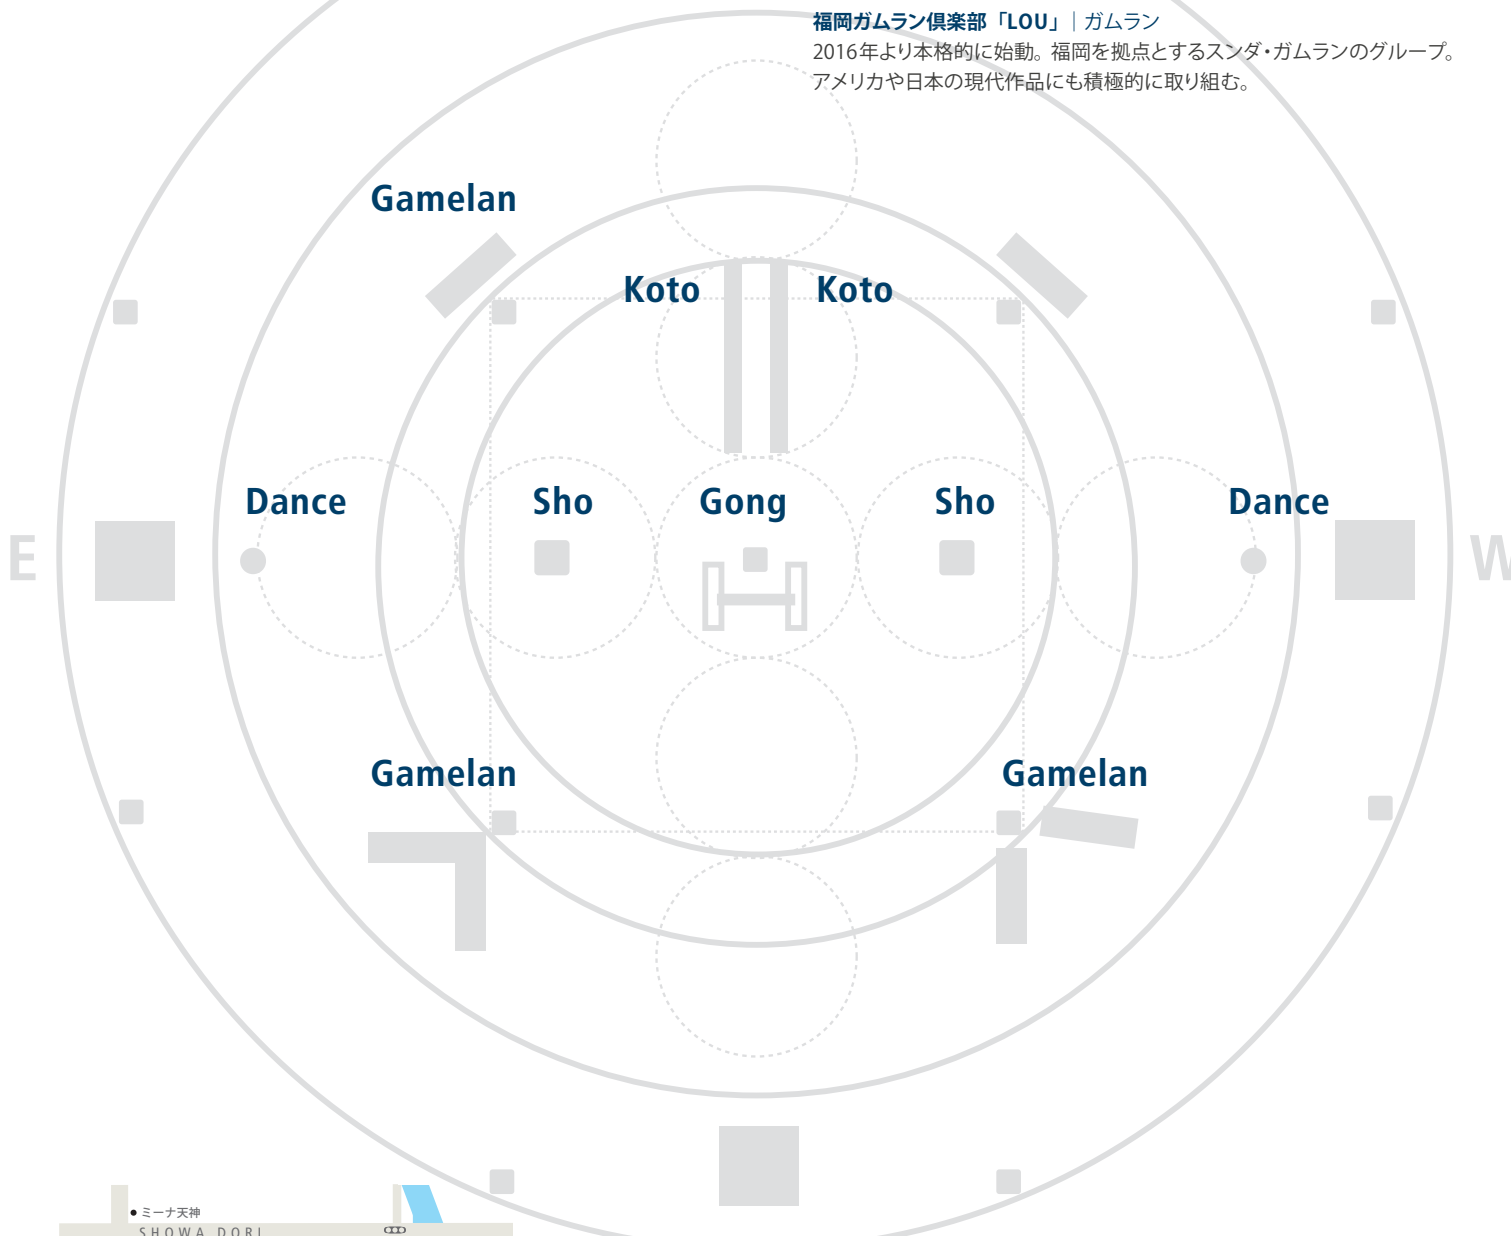 福岡ガムラン倶楽部「LOU」｜ガムラン
2016年より本格的に始動。福岡を拠点とするスンダ・ガムランのグループ。
アメリカや日本の現代作品にも積極的に取り組む。
Gamelan
Koto Koto
Dance Sho Gong Sho Dance
E W
Gamelan Gamelan
ミーナ天神
SHOWA DORI